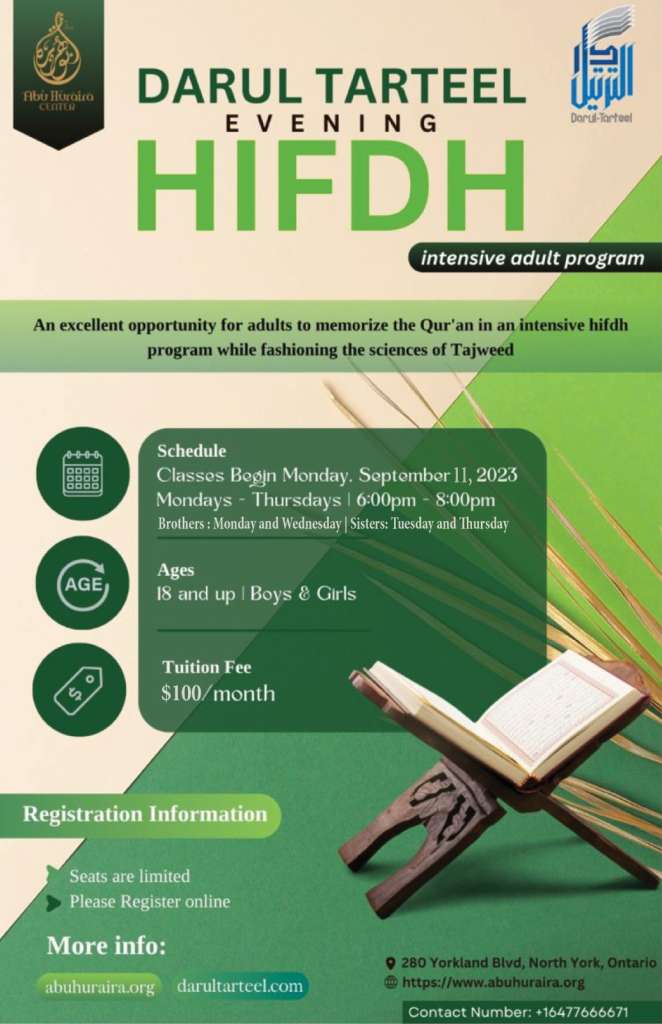 Abu Huraira
CENTER
دار
الترتيل
Darul-Tarteel
DARUL TARTEEL
EVENING
HIFDH
intensive adult program
An excellent opportunity for adults to memorize the Qur'an in an intensive hifdh
program while fashioning the sciences of Tajweed
Schedule
Classes Begin Monday, September 11, 2023
Mondays - Thursdays | 6:00pm - 8:00pm
Brothers : Monday and Wednesday | Sisters: Tuesday and Thursday
AGE
Ages
18 and up | Boys & Girls
$
Tuition Fee
$100/month
Registration Information
Seats are limited
Please Register online
More info:
abuhuraira.org
darultarteel.com
280 Yorkland Blvd, North York, Ontario
https://www.abuhuraira.org
Contact Number: +16477666671